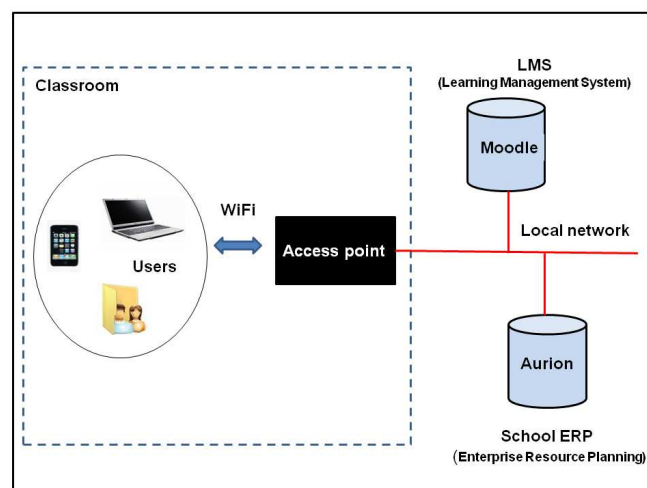 LMS
(Learning Management System)
Classroom
Moodle
WiFi
Local network
Access point
Users
Aurion
School ERP
(Enterprise Resource Planning)